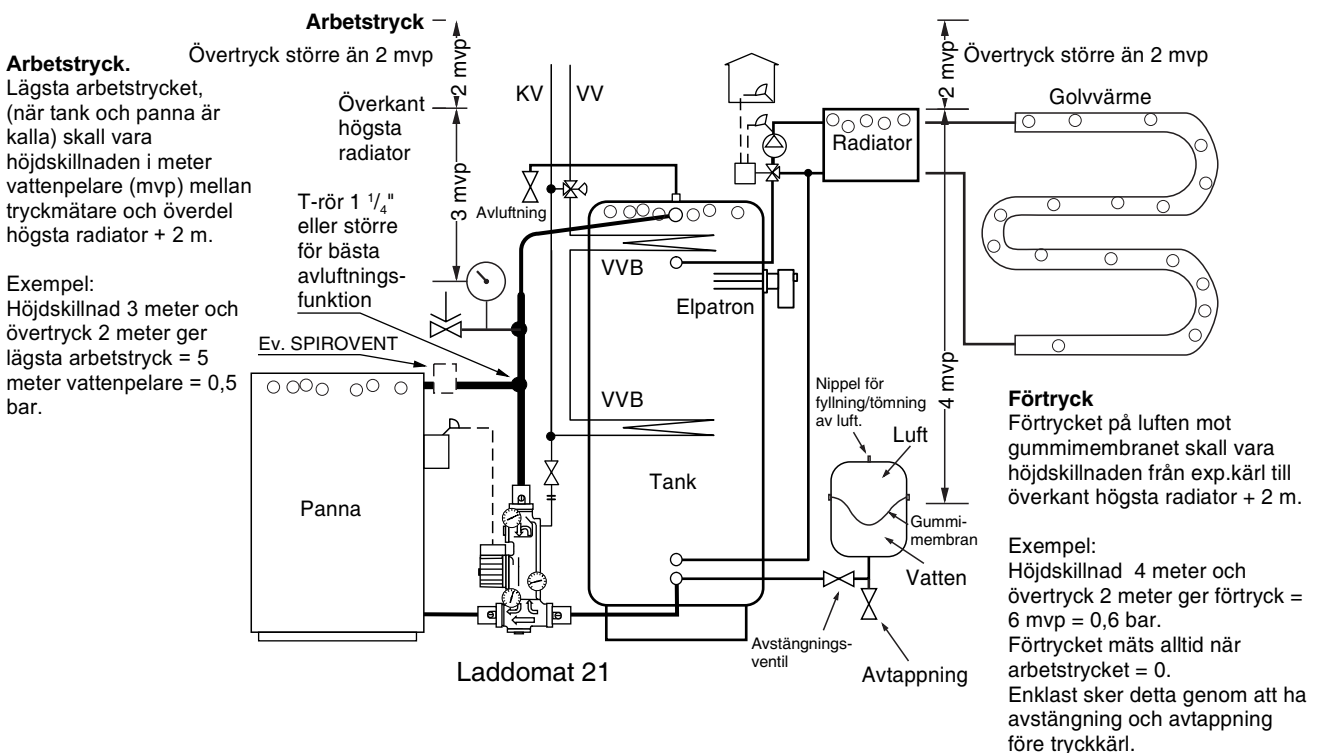 Arbetstryck.
Lägsta arbetstrycket,
(när tank och panna är
kalla) skall vara
höjdskillnaden i meter
vattenpelare (mvp) mellan
tryckmätare och överdel
högsta radiator + 2 m.
Exempel:
Höjdskillnad 3 meter och
övertryck 2 meter ger
lägsta arbetstryck = 5
meter vattenpelare = 0,5
bar.
Arbetstryck
Övertryck större än 2 mvp
2 mvp
Överkant
högsta
radiator
3 mvp
T-rör 1 1/4"
eller större
för bästa
avluftnings-
funktion
Ev. SPIROVENT
KV
VV
Avluftning
VVB
Elpatron
VVB
Tank
Panna
Laddomat 21
Radiator
2 mvp
Övertryck större än 2 mvp
Golvvärme
4 mvp
Nippel för
fyllning/tömning
av luft.
Luft
Gummi-
membran
Vatten
Avstängnings-
ventil
Avtappning
Förtryck
Förtrycket på luften mot
gummimembranet skall vara
höjdskillnaden från exp.kärl till
överkant högsta radiator + 2 m.
Exempel:
Höjdskillnad 4 meter och
övertryck 2 meter ger förtryck =
6 mvp = 0,6 bar.
Förtrycket mäts alltid när
arbetstrycket = 0.
Enklast sker detta genom att ha
avstängning och avtappning
före tryckkärl.